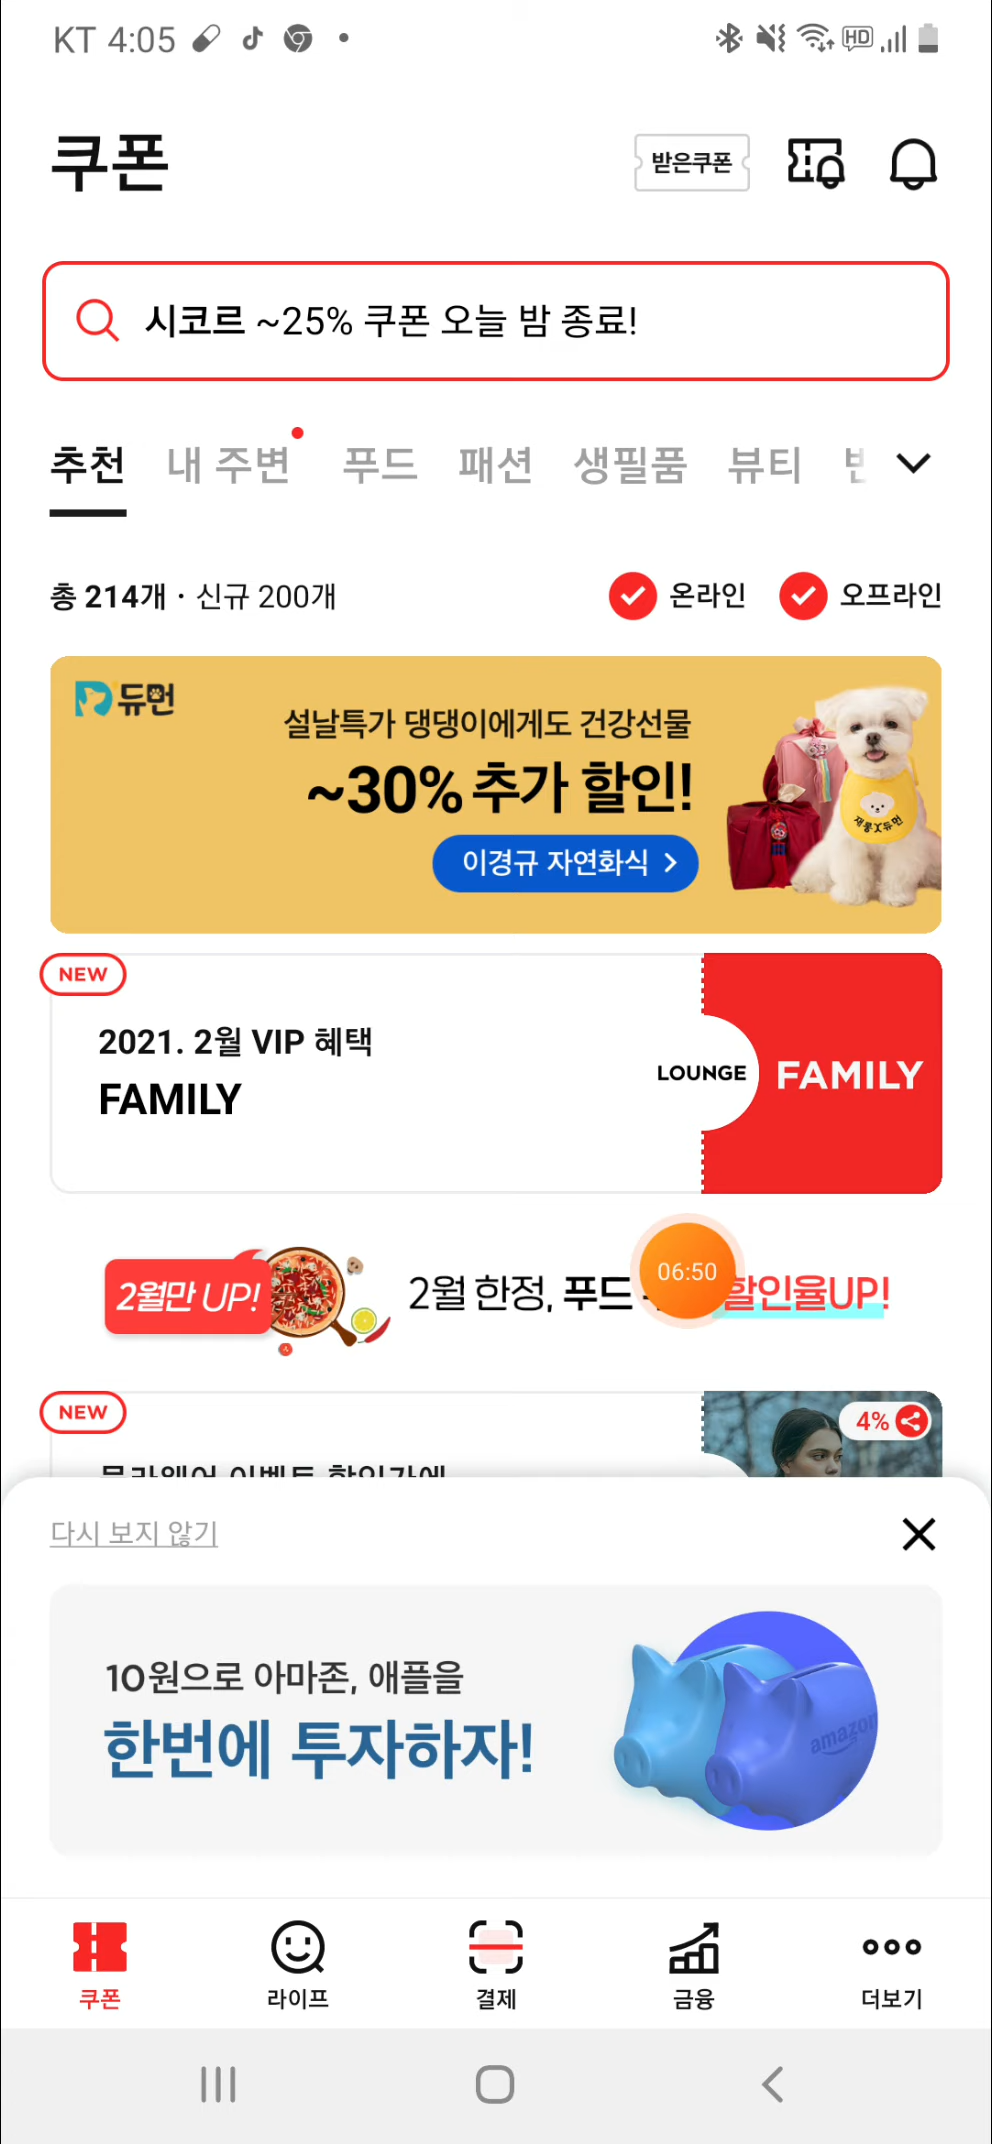 KT 4:05
HD
쿠폰
받은쿠폰
시코르 ~25% 쿠폰 오늘 밤 종료!
추천 내 주변 푸드 패션 생필품 뷰티
총 214개 · 신규 200개
온라인 오프라인
듀먼
설날특가 댕댕이에게도 건강선물
~30% 추가 할인!
이경규 자연화식 >
재롱X듀먼
NEW
2021. 2월 VIP 혜택
FAMILY
LOUNGE FAMILY
2월만 UP!
2월 한정, 푸드
06:50
할인율UP!
NEW
4%
다시 보지 않기
10원으로 아마존, 애플을
한번에 투자하자!
amazon
쿠폰 라이프 결제 금융 더보기